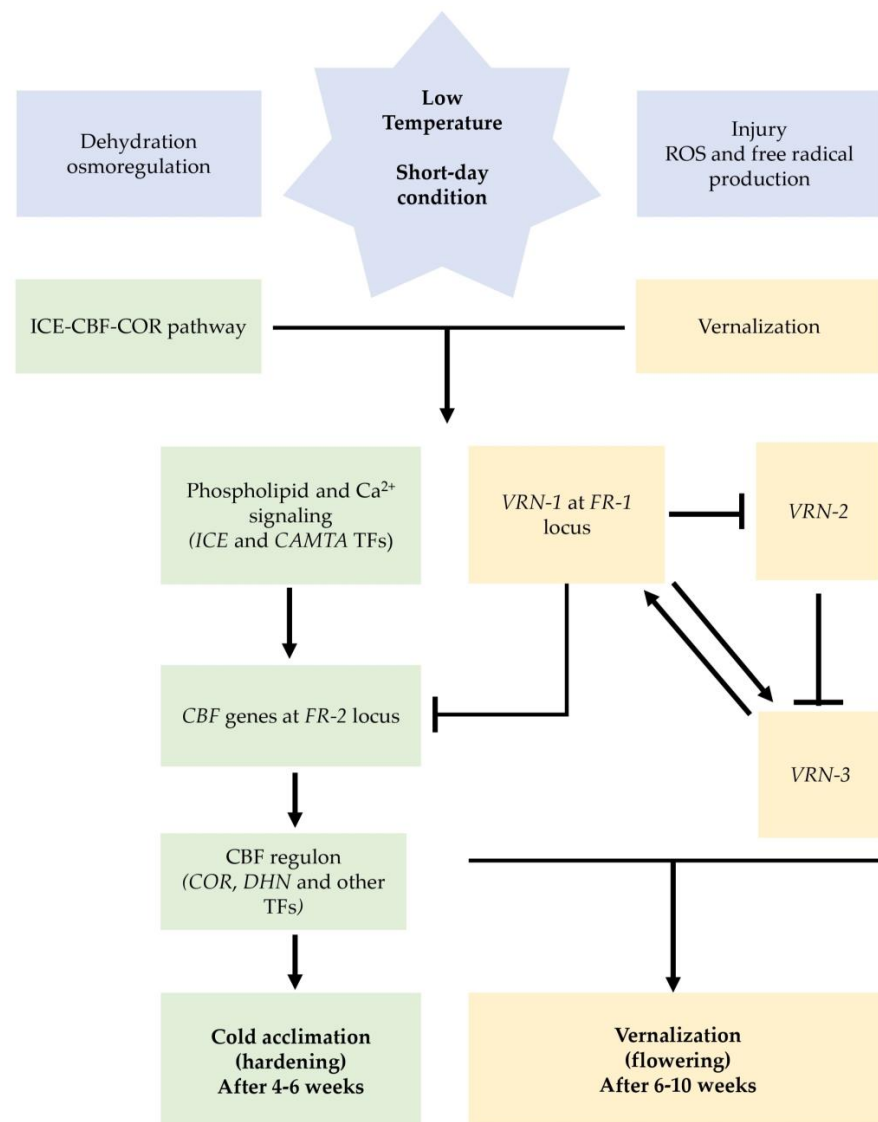 Low
Temperature
Short-day
condition
Dehydration
osmoregulation
Injury
ROS and free radical
production
ICE-CBF-COR pathway
Vernalization
Phospholipid and Ca²⁺
signaling
(ICE and CAMTA TFs)
VRN-1 at FR-1
locus
VRN-2
CBF genes at FR-2 locus
VRN-3
CBF regulon
(COR, DHN and other
TFs)
Cold acclimation
(hardening)
After 4-6 weeks
Vernalization
(flowering)
After 6-10 weeks